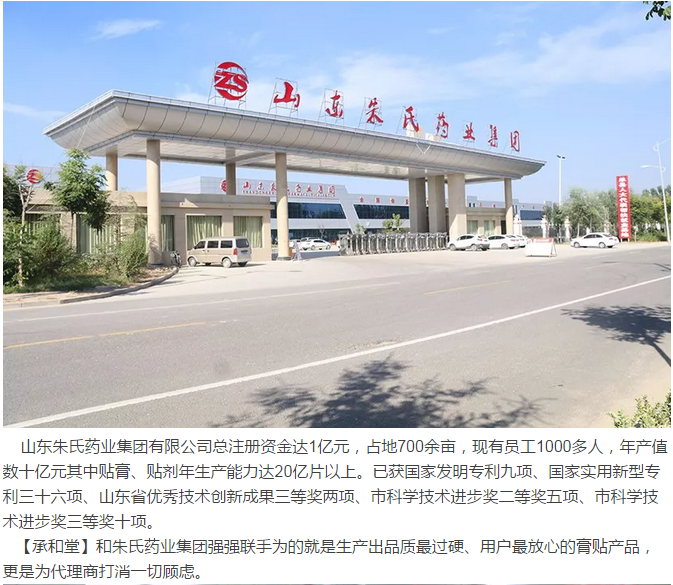 ZS 山东朱氏药业集团
山东朱氏药业集团
山东朱氏药业集团有限公司总注册资金达1亿元，占地700余亩，现有员工1000多人，年产值
数十亿元其中贴膏、贴剂年生产能力达20亿片以上。已获国家发明专利九项、国家实用新型专
利三十六项、山东省优秀技术创新成果三等奖两项、市科学技术进步奖二等奖五项、市科学技
术进步奖三等奖十项。
【承和堂】和朱氏药业集团强强联手为的就是生产出品质最过硬、用户最放心的膏贴产品，
更是为代理商打消一切顾虑。